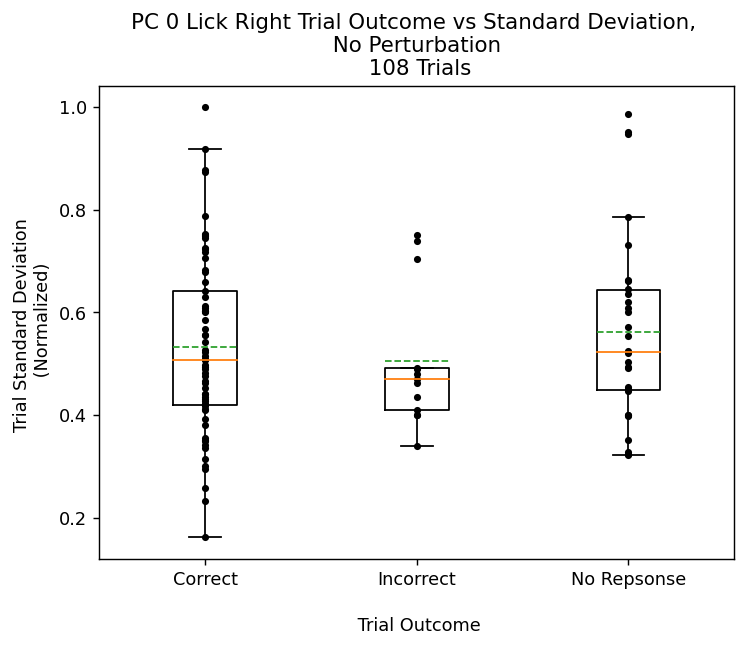 PC 0 Lick Right Trial Outcome vs Standard Deviation,
No Perturbation
108 Trials
Trial Standard Deviation
(Normalized)
1.0
0.8
0.6
0.4
0.2
Correct
Incorrect
No Repsonse
Trial Outcome